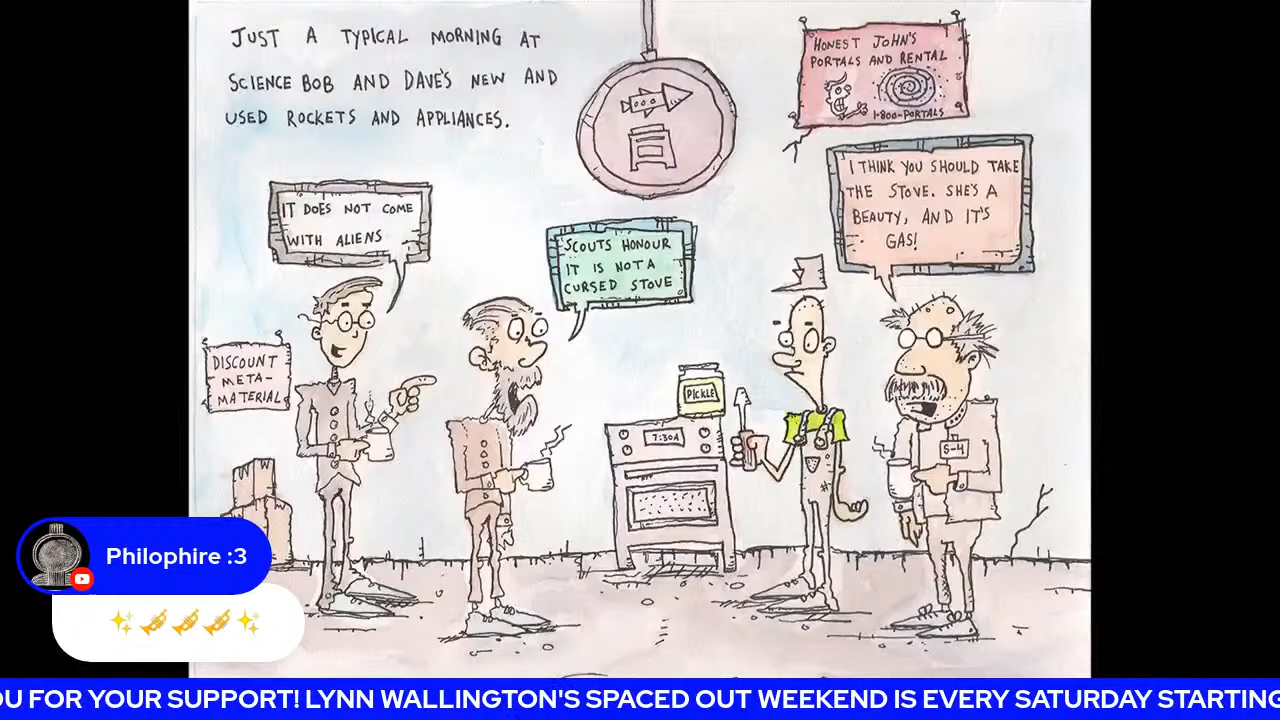 JUST A TYPICAL MORNING AT
SCIENCE BOB AND DAVE'S NEW AND
USED ROCKETS AND APPLIANCES.
HONEST JOHN'S
PORTALS AND RENTAL
1-800-PORTALS
IT DOES NOT COME
WITH ALIENS
SCOUTS HONOUR
IT IS NOT A
CURSED STOVE
I THINK YOU SHOULD TAKE
THE STOVE. SHE'S A
BEAUTY, AND IT'S
GAS!
DISCOUNT
META-
MATERIAL
PICKLE
7:30A
S-4
Philophire :3
✨🎺🎺🎺✨
OU FOR YOUR SUPPORT! LYNN WALLINGTON'S SPACED OUT WEEKEND IS EVERY SATURDAY STARTING